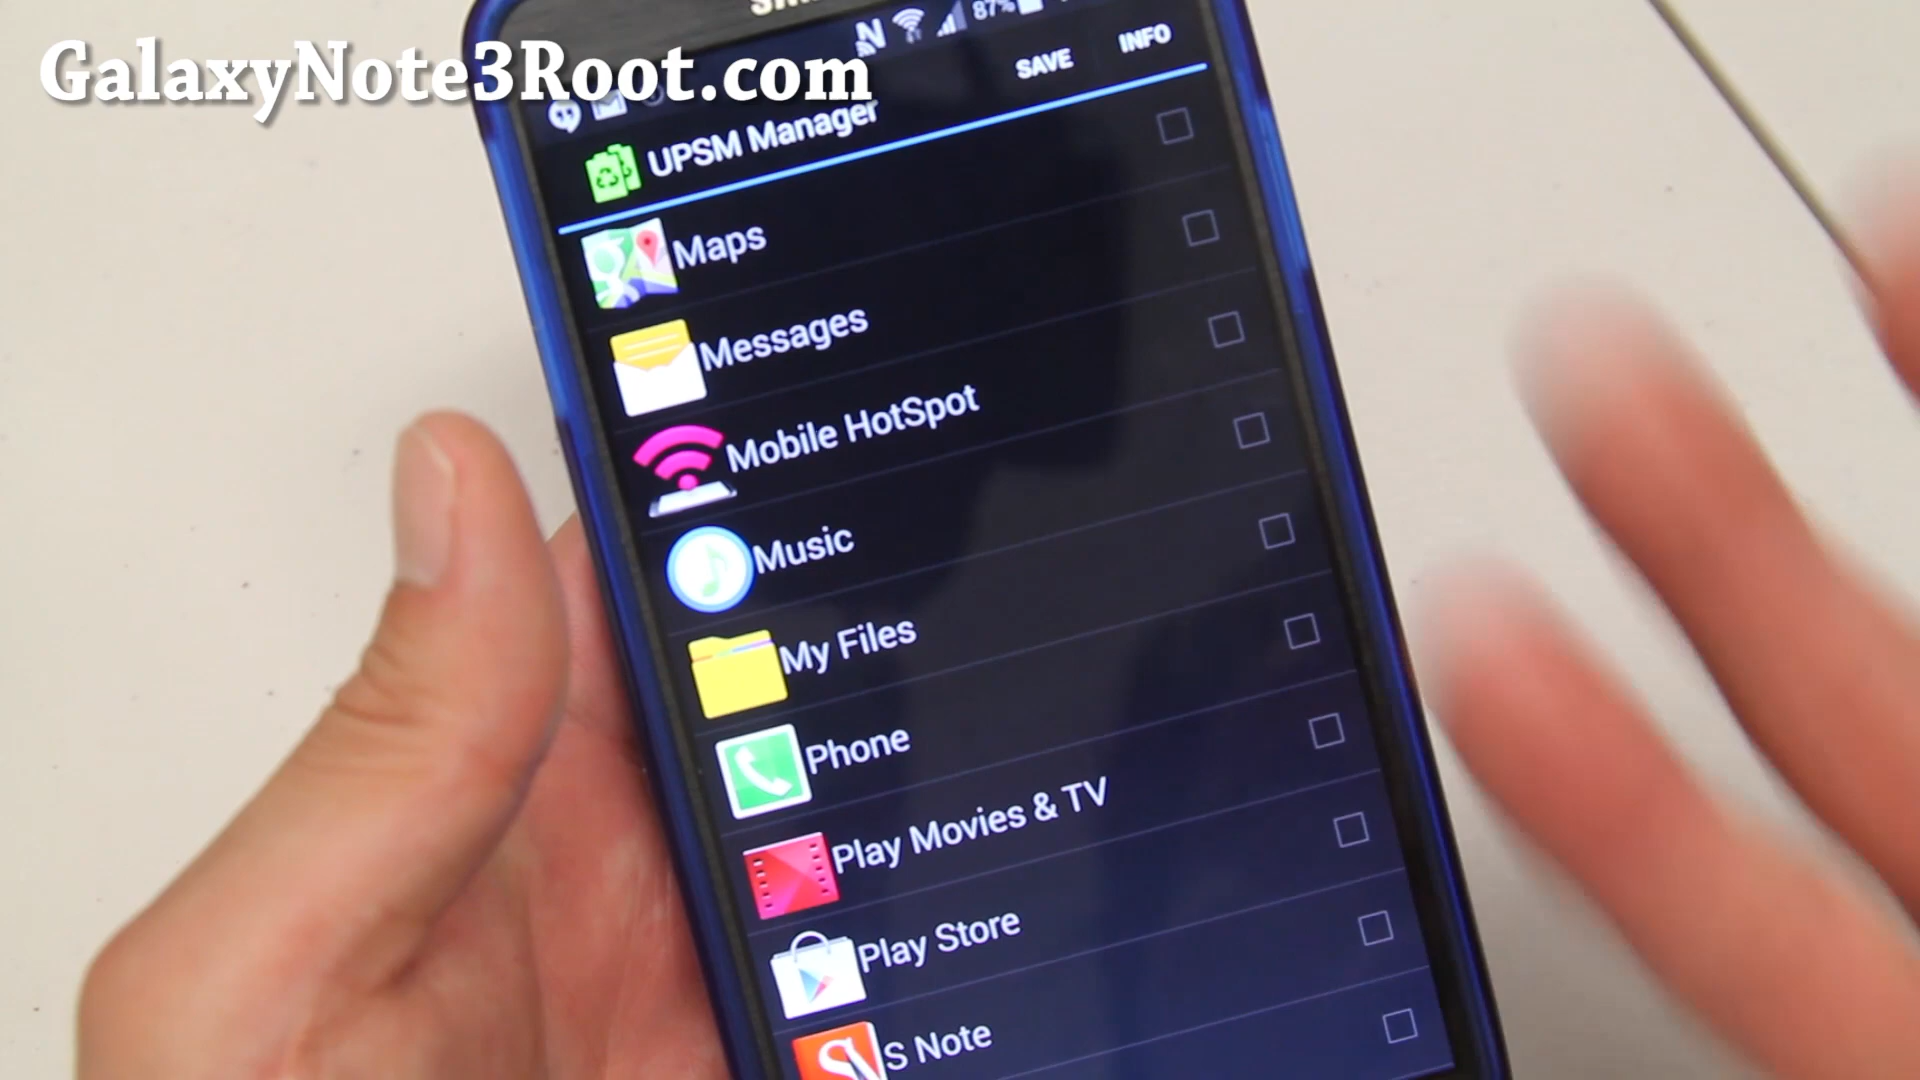 GalaxyNote3Root.com
87%
SAVE
INFO
UPSM Manager
Maps
Messages
Mobile HotSpot
Music
My Files
Phone
Play Movies & TV
Play Store
S Note